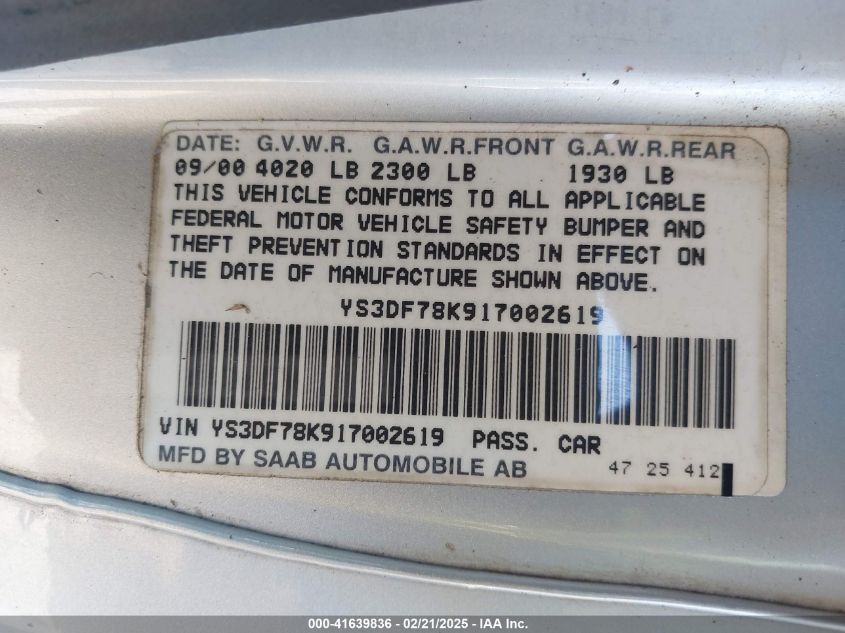 DATE: G.V.W.R. G.A.W.R.FRONT G.A.W.R.REAR
09/00 4020 LB 2300 LB 1930 LB
THIS VEHICLE CONFORMS TO ALL APPLICABLE
FEDERAL MOTOR VEHICLE SAFETY BUMPER AND
THEFT PREVENTION STANDARDS IN EFFECT ON
THE DATE OF MANUFACTURE SHOWN ABOVE.
YS3DF78K917002619
VIN YS3DF78K917002619 PASS. CAR
MFD BY SAAB AUTOMOBILE AB
47 25 412
000-41639836 - 02/21/2025 - IAA Inc.